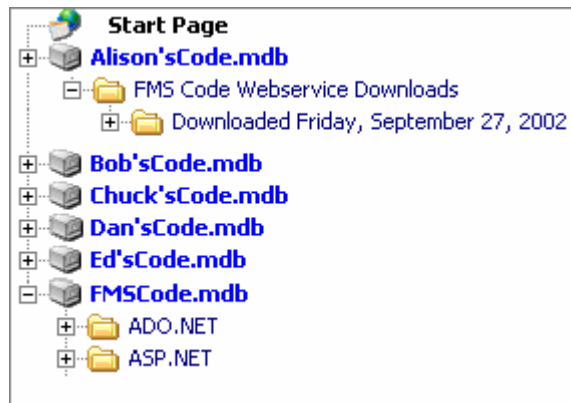 Start Page
Alison'sCode.mdb
FMS Code Webservice Downloads
Downloaded Friday, September 27, 2002
Bob'sCode.mdb
Chuck'sCode.mdb
Dan'sCode.mdb
Ed'sCode.mdb
FMSCode.mdb
ADO.NET
ASP.NET